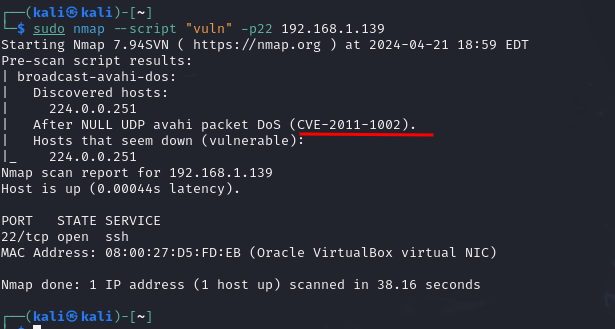 ┌──(kali㉿kali)-[~]
└─$ sudo nmap --script "vuln" -p22 192.168.1.139
Starting Nmap 7.94SVN ( https://nmap.org ) at 2024-04-21 18:59 EDT
Pre-scan script results:
| broadcast-avahi-dos:
|   Discovered hosts:
|     224.0.0.251
|   After NULL UDP avahi packet DoS (CVE-2011-1002).
|   Hosts that seem down (vulnerable):
|_    224.0.0.251
Nmap scan report for 192.168.1.139
Host is up (0.00044s latency).

PORT   STATE SERVICE
22/tcp open  ssh
MAC Address: 08:00:27:D5:FD:EB (Oracle VirtualBox virtual NIC)

Nmap done: 1 IP address (1 host up) scanned in 38.16 seconds

┌──(kali㉿kali)-[~]